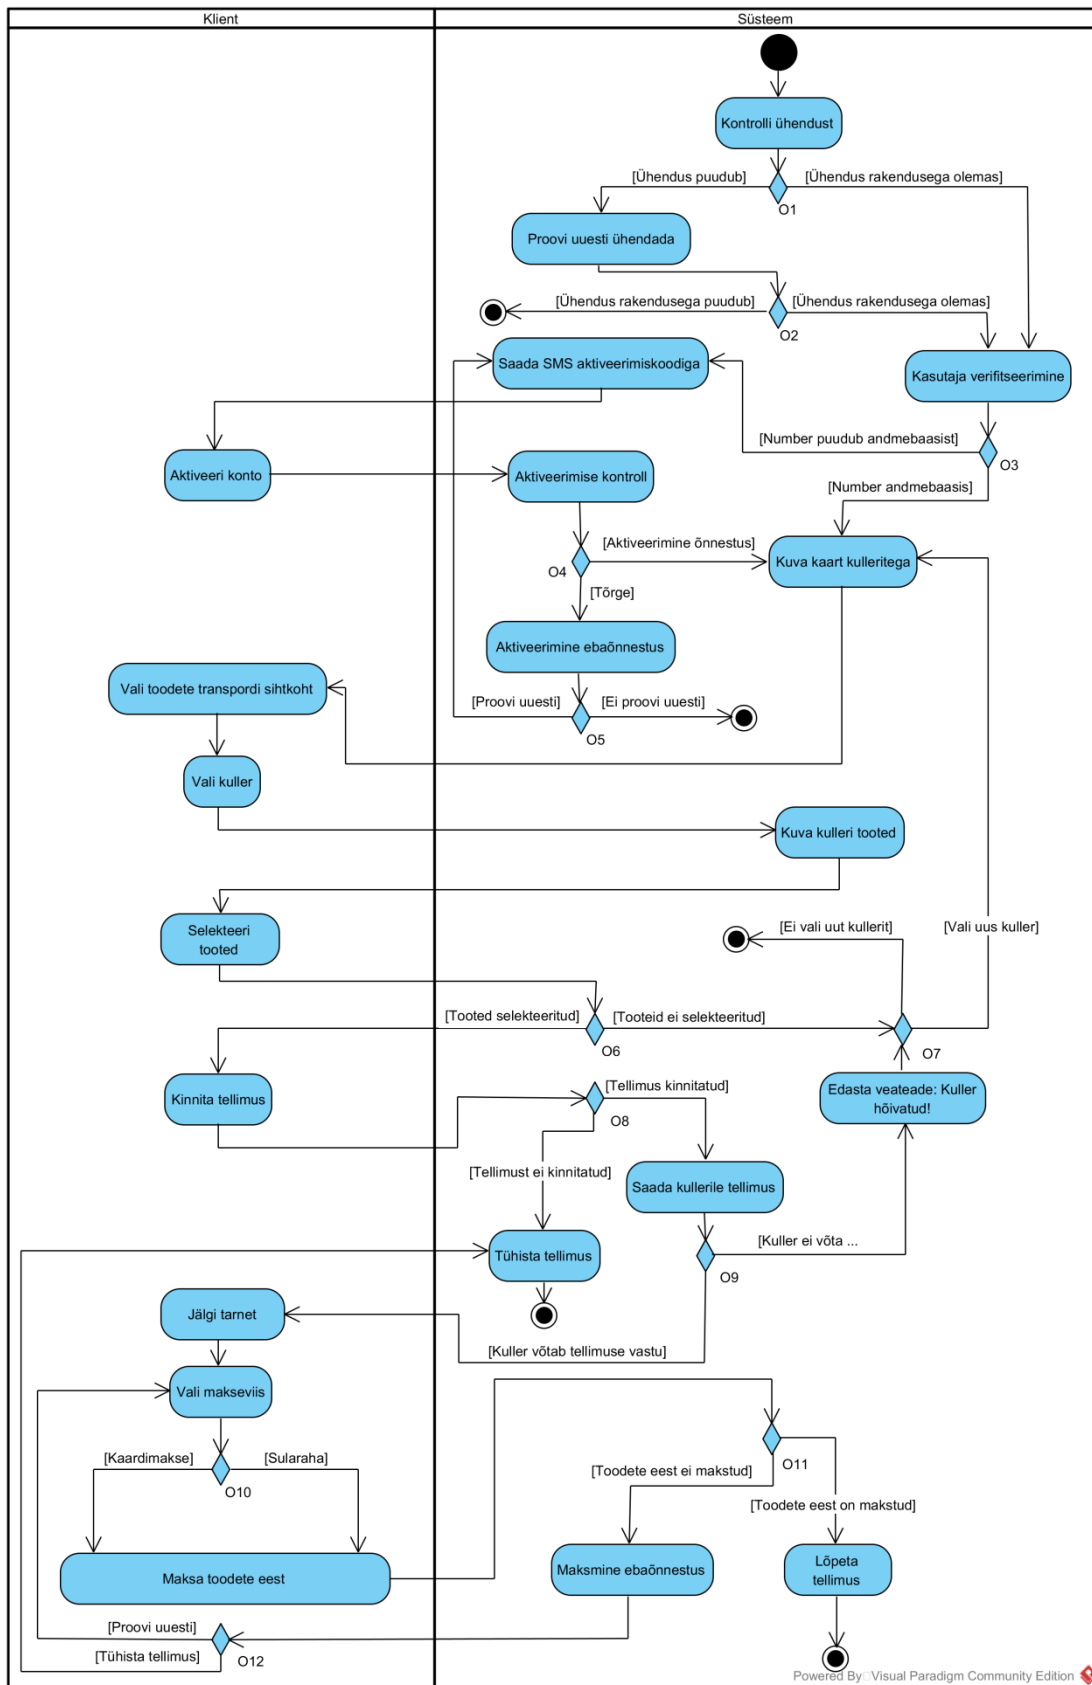 Klient
Süsteem
Kontrolli ühendust
[Ühendus puudub]
[Ühendus rakendusega olemas]
O1
Proovi uuesti ühendada
[Ühendus rakendusega puudub]
[Ühendus rakendusega olemas]
O2
Saada SMS aktiveerimiskoodiga
Kasutaja verifitseerimine
[Number puudub andmebaasist]
O3
Aktiveeri konto
Aktiveerimise kontroll
[Number andmebaasis]
[Aktiveerimine õnnestus]
Kuva kaart kulleritega
O4
[Tõrge]
Aktiveerimine ebaõnnestus
Vali toodete transpordi sihtkoht
[Proovi uuesti]
[Ei proovi uuesti]
O5
Vali kuller
Kuva kulleri tooted
Selekteeri
tooted
[Ei vali uut kullerit]
[Vali uus kuller]
[Tooted selekteeritud]
[Tooteid ei selekteeritud]
O6
O7
Kinnita tellimus
[Tellimus kinnitatud]
Edasta veateade: Kuller
hõivatud!
O8
[Tellimust ei kinnitatud]
Saada kullerile tellimus
Tühista tellimus
[Kuller ei võta ...
O9
Jälgi tarnet
[Kuller võtab tellimuse vastu]
Vali makseviis
[Kaardimakse]
[Sularaha]
O10
O11
[Toodete eest ei makstud]
[Toodete eest on makstud]
Maksa toodete eest
Maksmine ebaõnnestus
Lõpeta
tellimus
[Proovi uuesti]
[Tühista tellimus]
O12
Powered By Visual Paradigm Community Edition